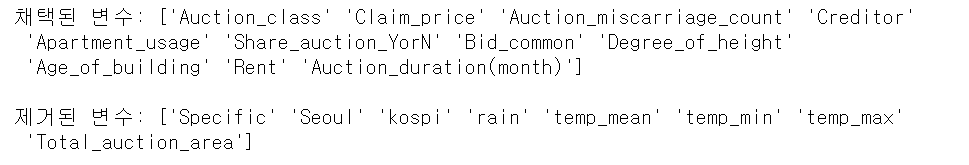 채택된 변수: ['Auction_class' 'Claim_price' 'Auction_miscarriage_count' 'Creditor'
'Apartment_usage' 'Share_auction_YorN' 'Bid_common' 'Degree_of_height'
'Age_of_building' 'Rent' 'Auction_duration(month)']
제거된 변수: ['Specific' 'Seoul' 'kospi' 'rain' 'temp_mean' 'temp_min' 'temp_max'
'Total_auction_area']